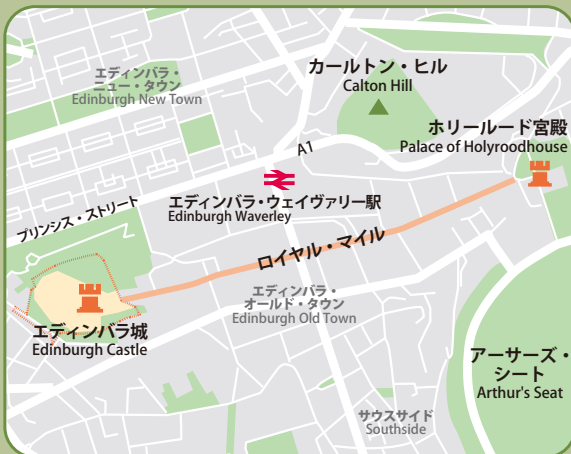 エディンバラ・
ニュー・タウン
Edinburgh New Town
カールトン・ヒル
Calton Hill
ホリールード宮殿
Palace of Holyroodhouse
A1
エディンバラ・ウェイヴァリー駅
Edinburgh Waverley
プリンシス・ストリート
ロイヤル・マイル
エディンバラ・
オールド・タウン
Edinburgh Old Town
エディンバラ城
Edinburgh Castle
アーサーズ・
シート
Arthur's Seat
サウスサイド
Southside